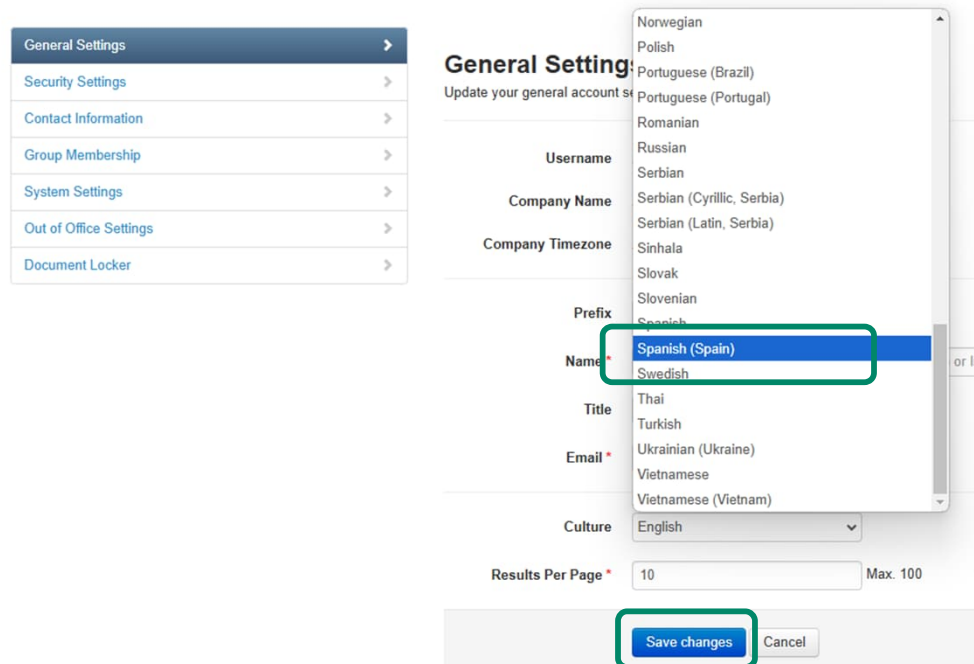 General Settings
Security Settings
Contact Information
Group Membership
System Settings
Out of Office Settings
Document Locker
General Setting
Update your general account
Username
Company Name
Company Timezone
Prefix
Name *
Title
Email *
Norwegian
Polish
Portuguese (Brazil)
Portuguese (Portugal)
Romanian
Russian
Serbian
Serbian (Cyrillic, Serbia)
Serbian (Latin, Serbia)
Sinhala
Slovak
Slovenian
Spanish
Spanish (Spain)
Swedish
Thai
Turkish
Ukrainian (Ukraine)
Vietnamese
Vietnamese (Vietnam)
or
Culture English
Results Per Page * 10 Max. 100
Save changes Cancel